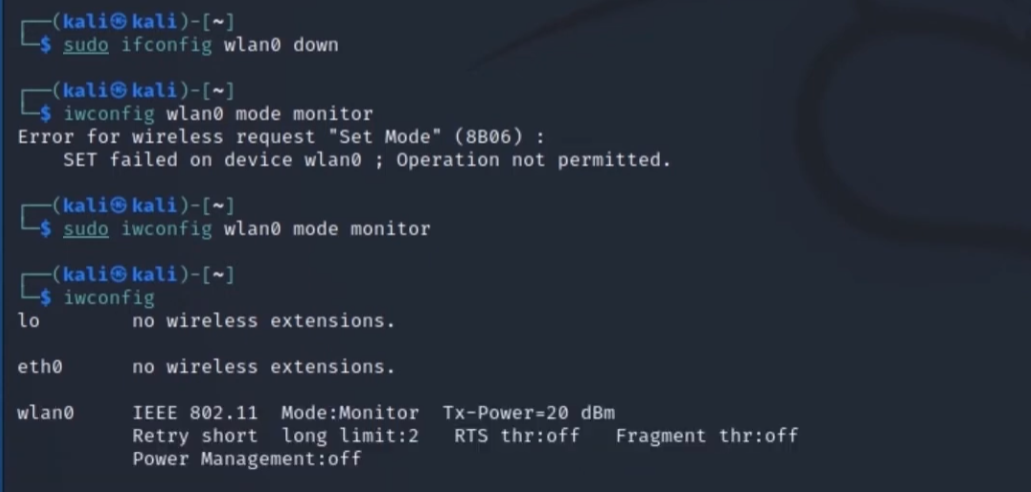 ┌──(kali㉿kali)-[~]
└─$ sudo ifconfig wlan0 down
┌──(kali㉿kali)-[~]
└─$ iwconfig wlan0 mode monitor
Error for wireless request "Set Mode" (8B06) :
    SET failed on device wlan0 ; Operation not permitted.
┌──(kali㉿kali)-[~]
└─$ sudo iwconfig wlan0 mode monitor
┌──(kali㉿kali)-[~]
└─$ iwconfig
lo        no wireless extensions.
eth0      no wireless extensions.
wlan0     IEEE 802.11  Mode:Monitor  Tx-Power=20 dBm
          Retry short  long limit:2   RTS thr:off   Fragment thr:off
          Power Management:off